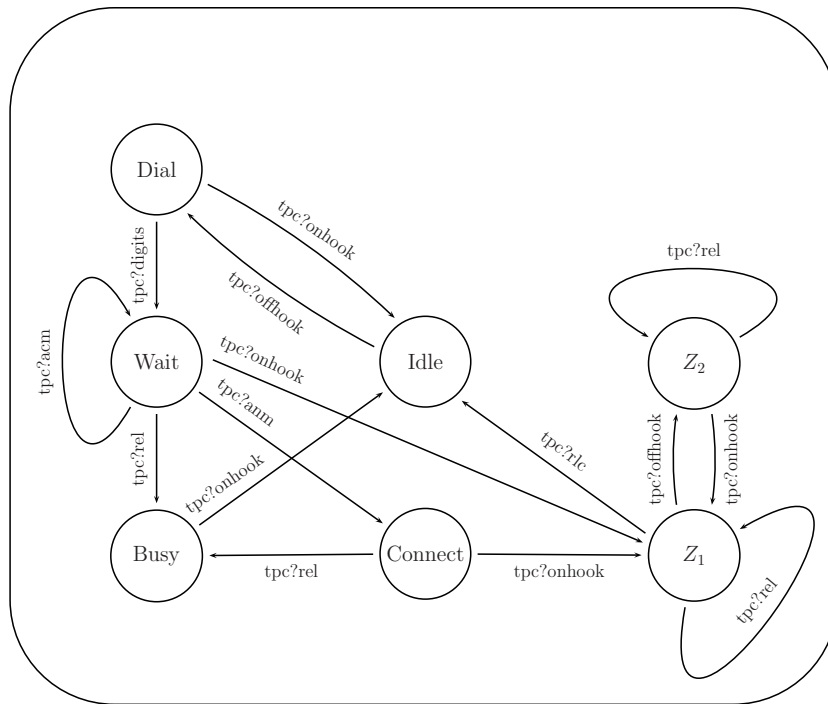 Dial
tpc?onhook
tpc?digits
tpc?offhook
tpc?rel
tpc?acm
Wait
tpc?onhook
Idle
Z₂
tpc?anm
tpc?rel
tpc?onhook
tpc?rlc
tpc?offhook
tpc?onhook
Busy
Connect
Z₁
tpc?rel
tpc?onhook
tpc?rel